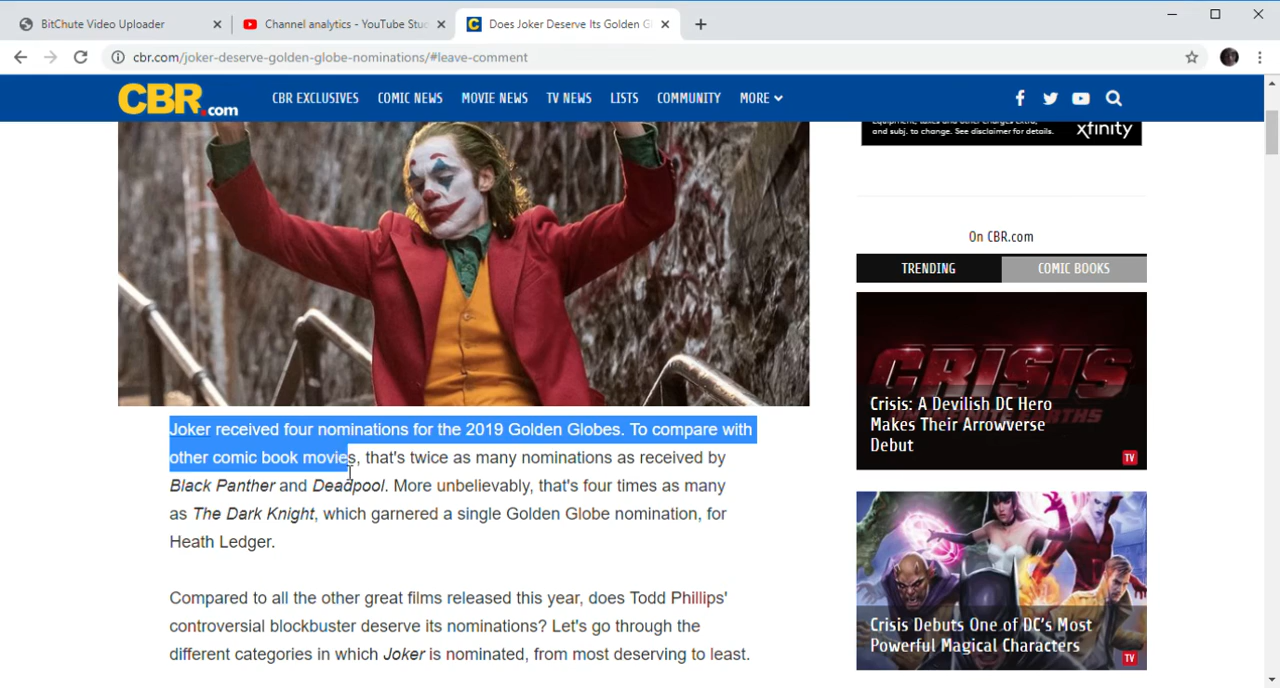 BitChute Video Uploader
Channel analytics - YouTube Stu
Does Joker Deserve Its Golden G
cbr.com/joker-deserve-golden-globe-nominations/#leave-comment
CBR.com
CBR EXCLUSIVES COMIC NEWS MOVIE NEWS TV NEWS LISTS COMMUNITY MORE
and subj. to change. See disclaimer for details.
xfinity
On CBR.com
TRENDING COMIC BOOKS
CRISIS
Crisis: A Devilish DC Hero
Makes Their Arrowverse
Debut
TV
Joker received four nominations for the 2019 Golden Globes. To compare with
other comic book movies, that's twice as many nominations as received by
Black Panther and Deadpool. More unbelievably, that's four times as many
as The Dark Knight, which garnered a single Golden Globe nomination, for
Heath Ledger.
Compared to all the other great films released this year, does Todd Phillips'
controversial blockbuster deserve its nominations? Let's go through the
different categories in which Joker is nominated, from most deserving to least.
Crisis Debuts One of DC's Most
Powerful Magical Characters
TV